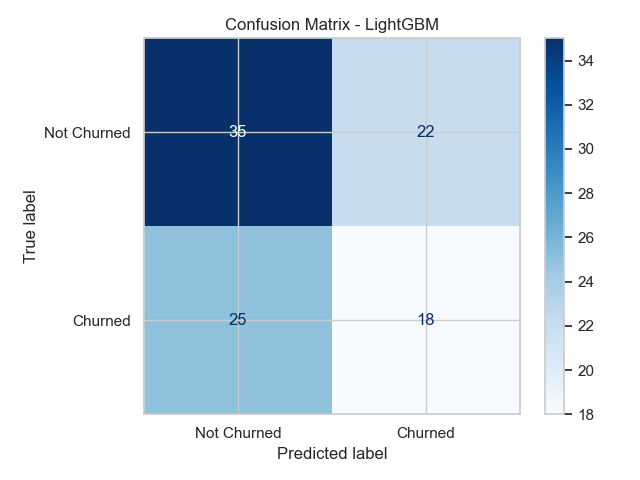 Confusion Matrix - LightGBM
True label
Not Churned
Churned
35
22
25
18
Not Churned
Churned
Predicted label
34
32
30
28
26
24
22
20
18